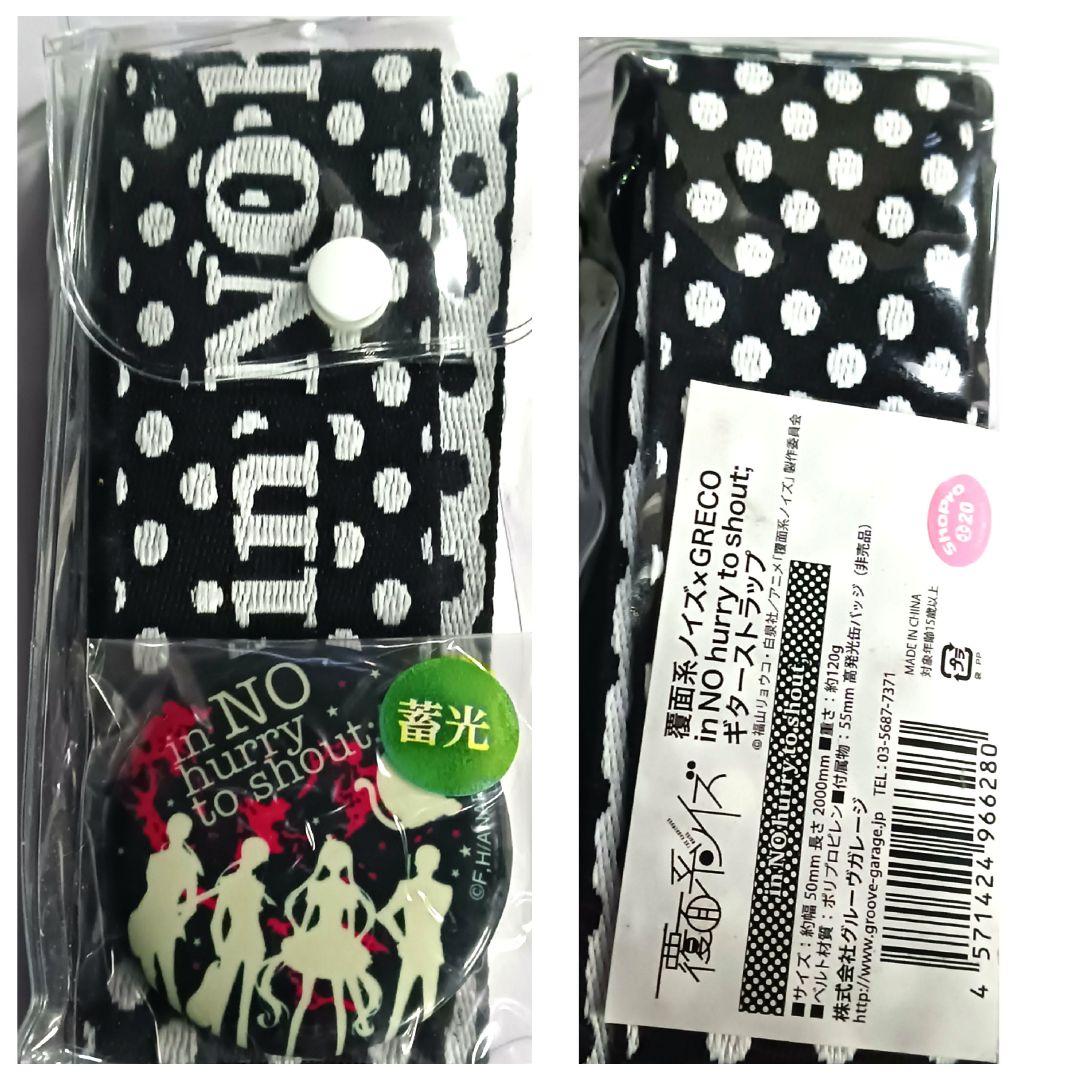 in' NO
in NO
hurry
to shout.
蓄光
覆面系ノイズ
覆面系ノイズ×GRECO
in NO hurry to shout;
ギターストラップ
©福山リョウコ・白泉社/アニメ「覆面系ノイズ」製作委員会
in NO hurry to shout;
■サイズ:約幅 50mm 長さ 2000mm ■重さ:約120g
■ベルト材質:ポリプロピレン■付属物:55mm 高発光缶バッジ(非売品)
株式会社グルーヴガレージ
http://www.groove-garage.jp TEL:03-5687-7371
MADE IN CHINA
対象年齢15歳以上
プラ
PP
ShoPro
20
4 571424 966280